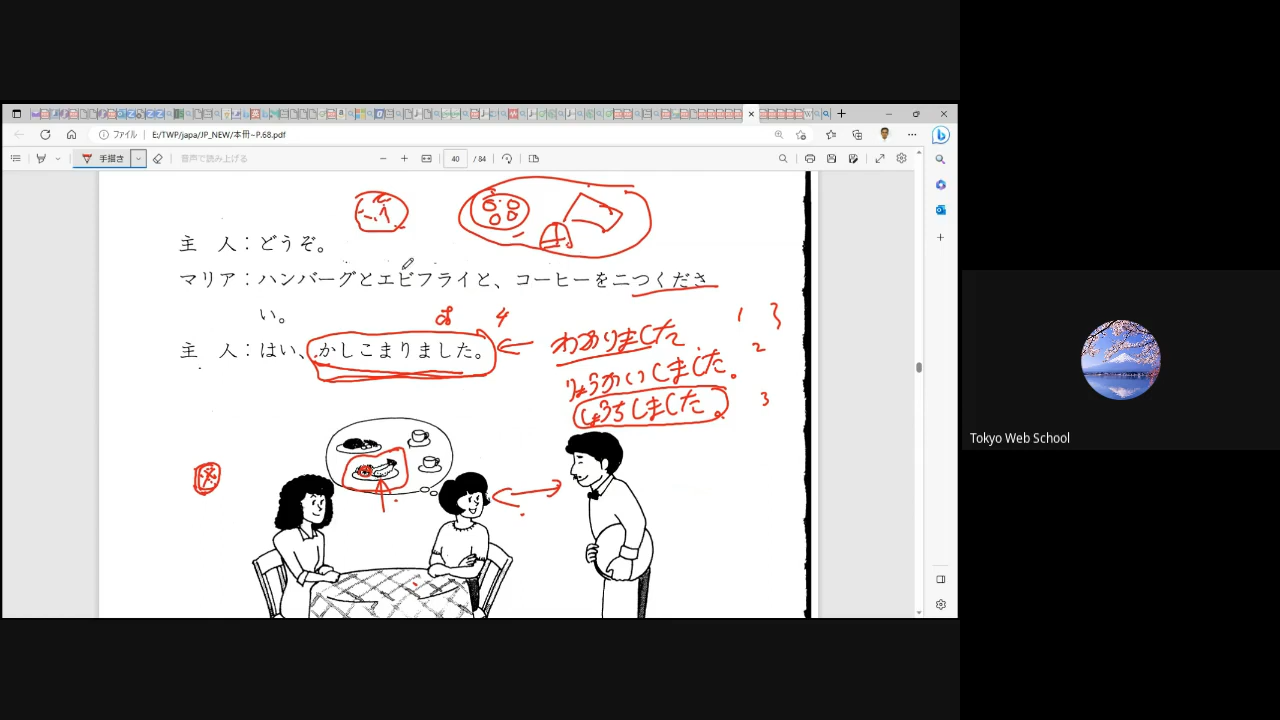 ファイル E:/TWP/japa/JP_NEW/本冊~P.68.pdf
手描き 音声で読み上げる 40 / 84
主 人：どうぞ。
マリア：ハンバーグとエビフライと、コーヒーを二つくださ
い。
4 わかりました 1
主 人：はい、かしこまりました。
りょうかいしました。 2
しょうちしました。 3
Tokyo Web School